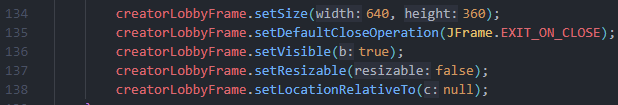 134 creatorLobbyFrame.setSize(width: 640, height: 360);
135 creatorLobbyFrame.setDefaultCloseOperation(JFrame.EXIT_ON_CLOSE);
136 creatorLobbyFrame.setVisible(b: true);
137 creatorLobbyFrame.setResizable(resizable: false);
138 creatorLobbyFrame.setLocationRelativeTo(c: null);